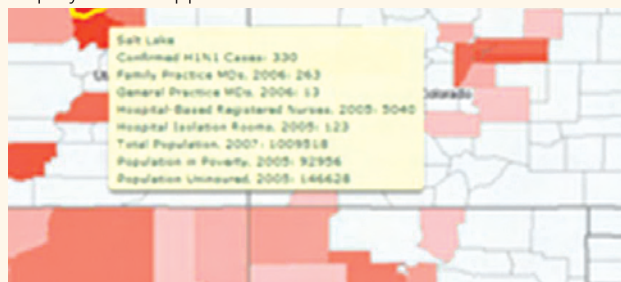 Salt Lake
Confirmed H1N1 Cases: 330
Family Practice MDs, 2006: 263
General Practice MDs, 2006: 13
Hospital-Based Registered Nurses, 2005: 5040
Hospital Isolation Rooms, 2005: 123
Total Population, 2007: 1009518
Population in Poverty, 2005: 92956
Population Uninsured, 2005: 146628
Colorado